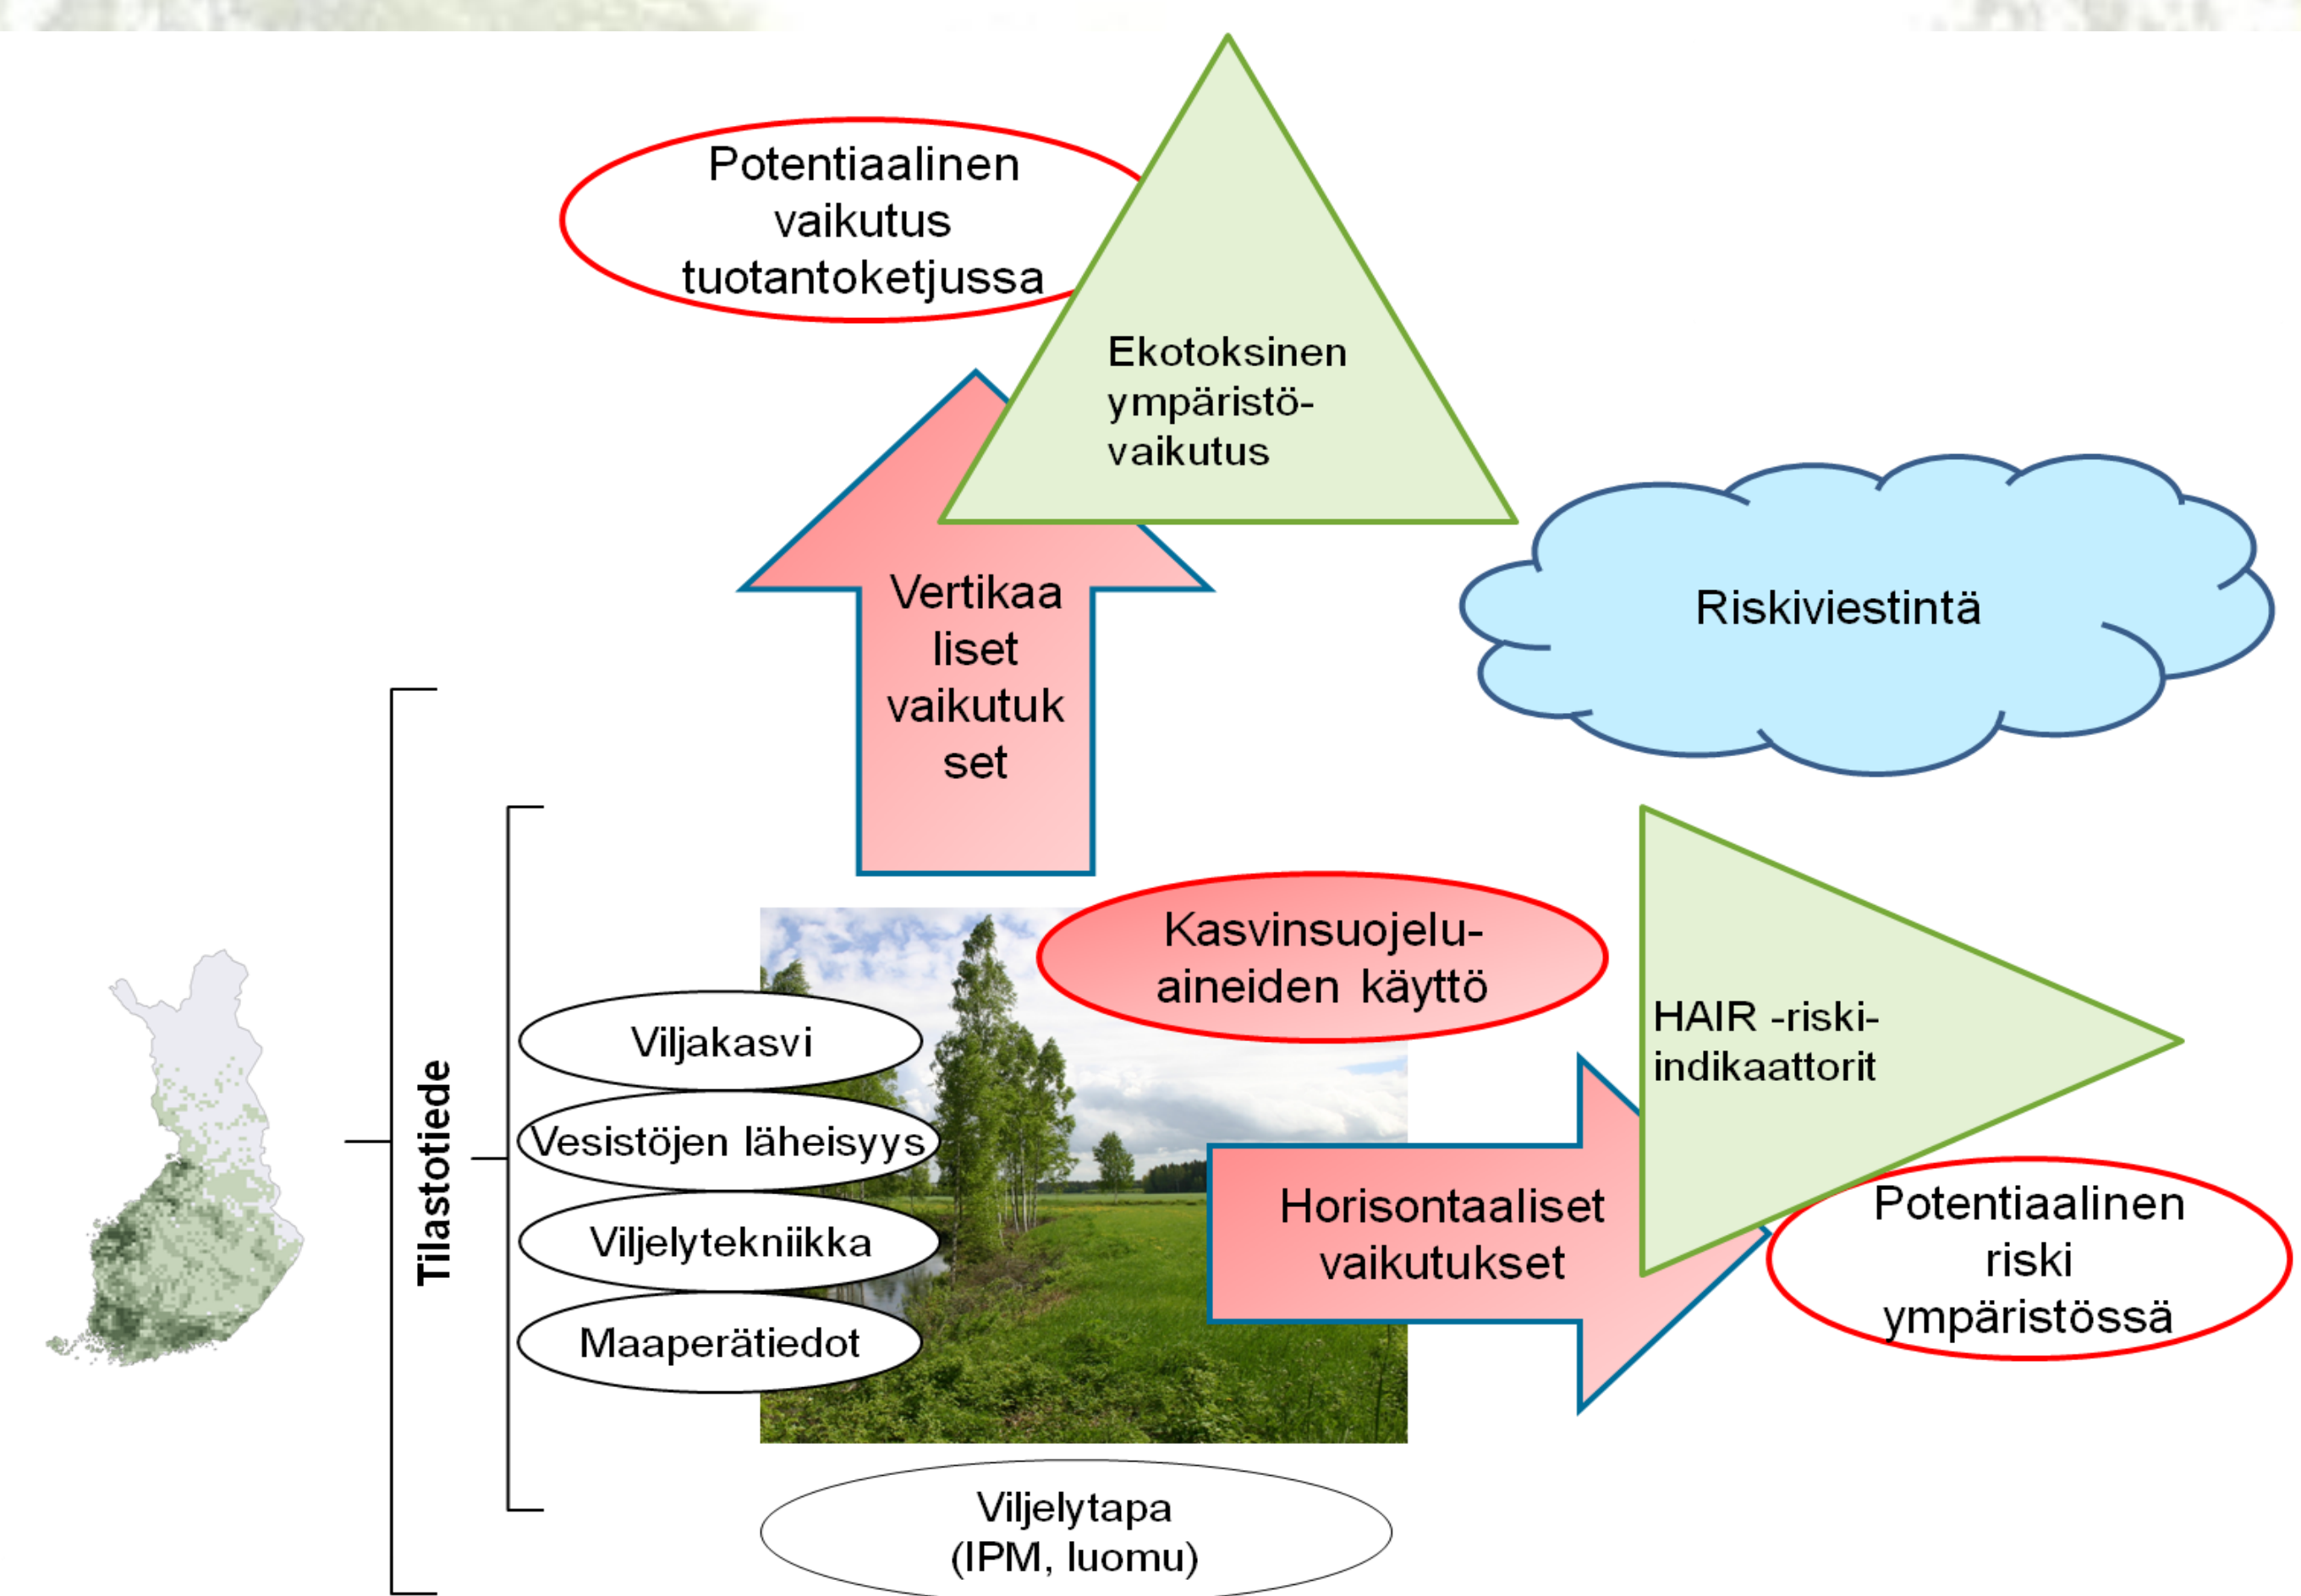 Potentiaalinen
vaikutus
tuotantoketjussa
Ekotoksinen
ympäristö-
vaikutus
Vertikaa
liset
vaikutuk
set
Riskiviestintä
Kasvinsuojelu-
aineiden käyttö
HAIR -riski-
indikaattorit
Tilastotiede
Viljakasvi
Vesistöjen läheisyys
Viljelytekniikka
Maaperätiedot
Horisontaaliset
vaikutukset
Potentiaalinen
riski
ympäristössä
Viljelytapa
(IPM, luomu)